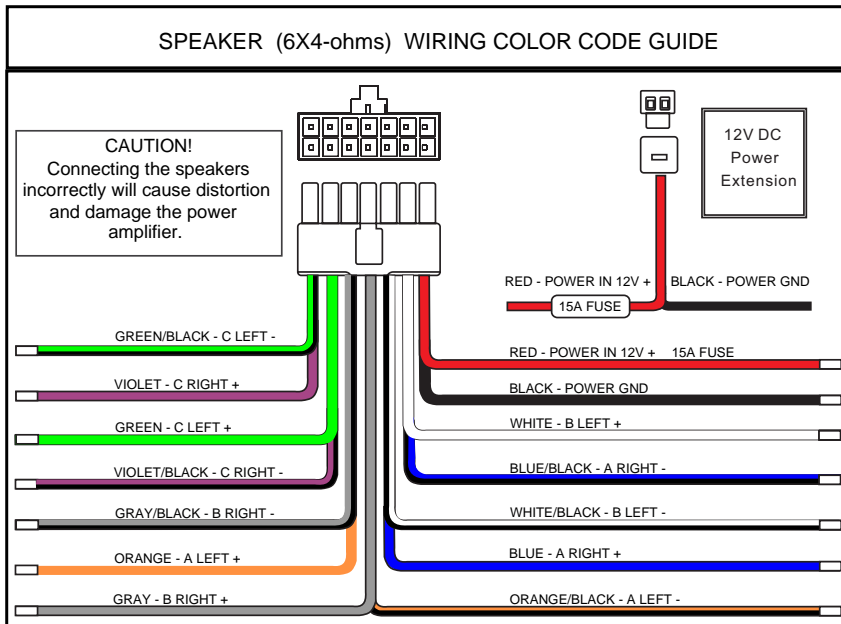 SPEAKER (6X4-ohms) WIRING COLOR CODE GUIDE
CAUTION!
Connecting the speakers
incorrectly will cause distortion
and damage the power
amplifier.
12V DC
Power
Extension
RED - POWER IN 12V +
BLACK - POWER GND
15A FUSE
GREEN/BLACK - C LEFT -
VIOLET - C RIGHT +
GREEN - C LEFT +
VIOLET/BLACK - C RIGHT -
GRAY/BLACK - B RIGHT -
ORANGE - A LEFT +
GRAY - B RIGHT +
RED - POWER IN 12V + 15A FUSE
BLACK - POWER GND
WHITE - B LEFT +
BLUE/BLACK - A RIGHT -
WHITE/BLACK - B LEFT -
BLUE - A RIGHT +
ORANGE/BLACK - A LEFT -